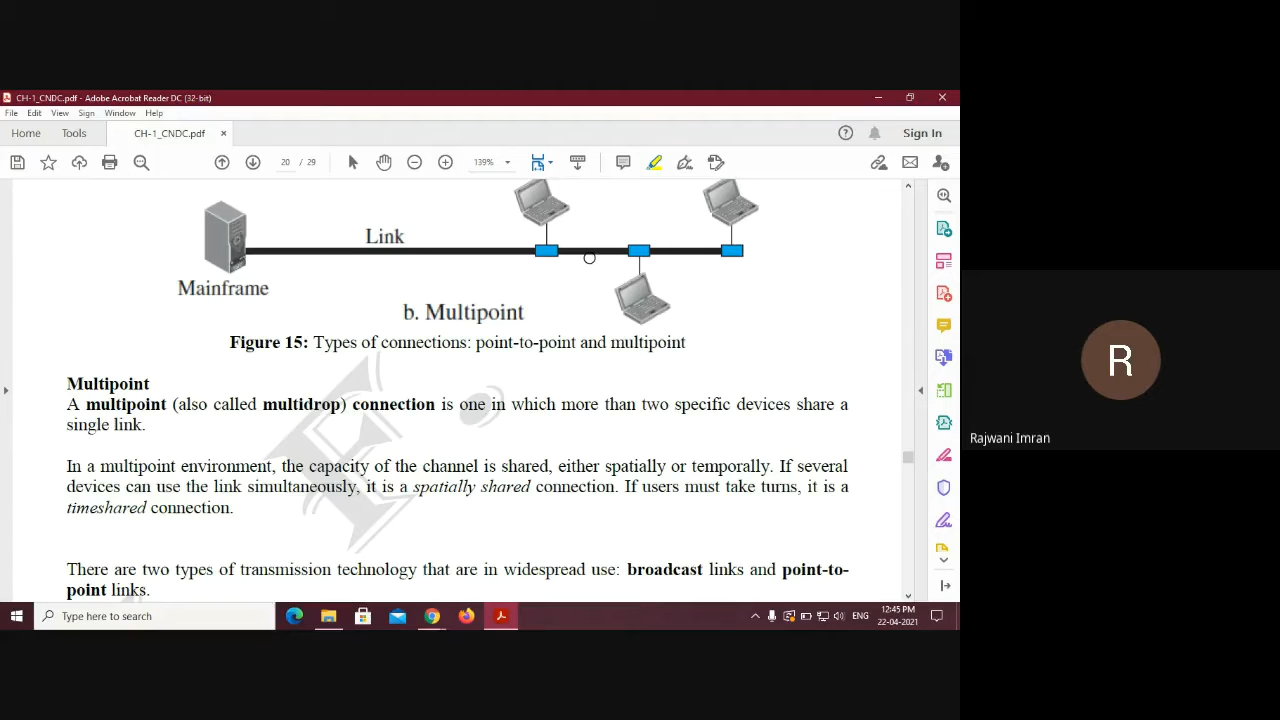 CH-1_CNDC.pdf - Adobe Acrobat Reader DC (32-bit)
File Edit View Sign Window Help
Home Tools CH-1_CNDC.pdf × Sign In
20 / 29 139%
Link
Mainframe
b. Multipoint
Figure 15: Types of connections: point-to-point and multipoint
Multipoint
A multipoint (also called multidrop) connection is one in which more than two specific devices share a
single link.
In a multipoint environment, the capacity of the channel is shared, either spatially or temporally. If several
devices can use the link simultaneously, it is a spatially shared connection. If users must take turns, it is a
timeshared connection.
There are two types of transmission technology that are in widespread use: broadcast links and point-to-
point links.
Type here to search
ENG
12:45 PM
22-04-2021
R
Rajwani Imran